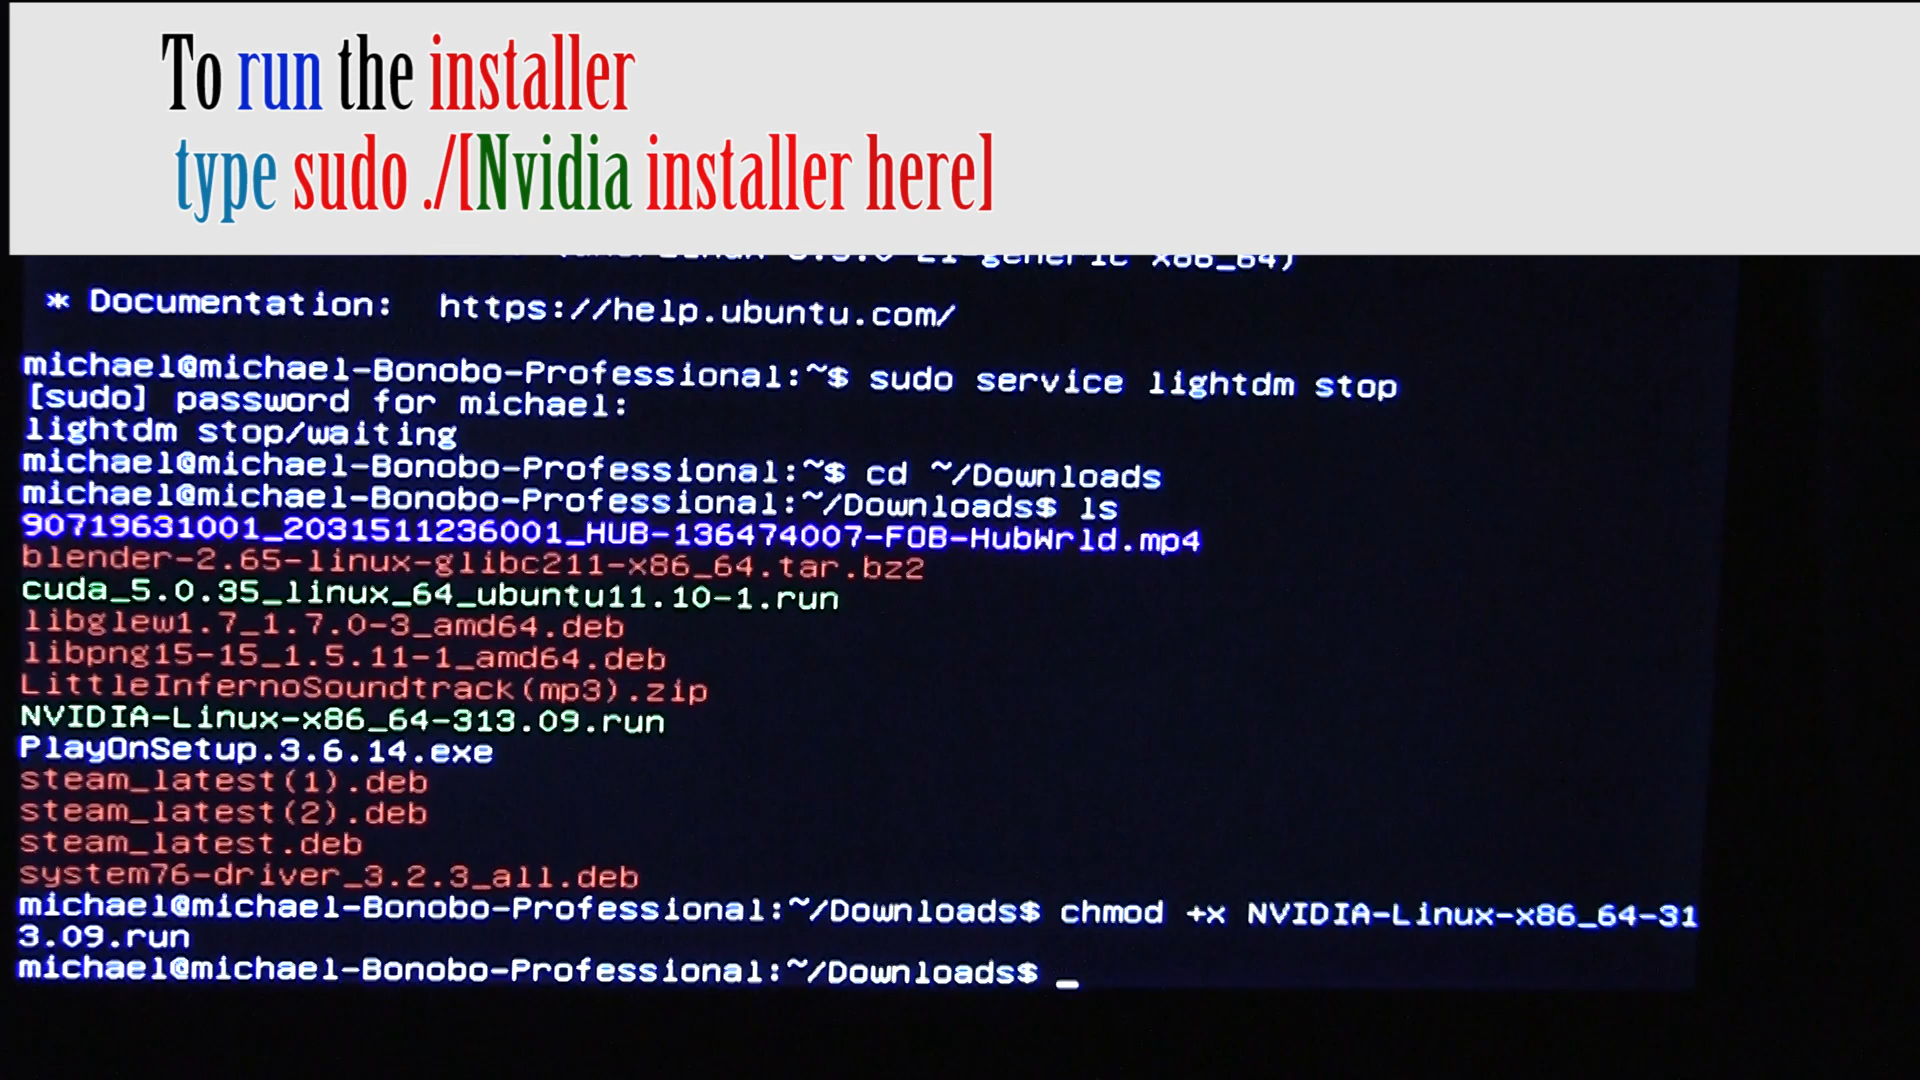 To run the installer
type sudo ./[Nvidia installer here]
generic x86_64)
* Documentation: https://help.ubuntu.com/
michael@michael-Bonobo-Professional:~$ sudo service lightdm stop
[sudo] password for michael:
lightdm stop/waiting
michael@michael-Bonobo-Professional:~$ cd ~/Downloads
michael@michael-Bonobo-Professional:~/Downloads$ ls
90719631001_2031511236001_HUB-136474007-FOB-HubWrld.mp4
blender-2.65-linux-glibc211-x86_64.tar.bz2
cuda_5.0.35_linux_64_ubuntu11.10-1.run
libglew1.7_1.7.0-3_amd64.deb
libpng15-15_1.5.11-1_amd64.deb
LittleInfernoSoundtrack(mp3).zip
NVIDIA-Linux-x86_64-313.09.run
PlayOnSetup.3.6.14.exe
steam_latest(1).deb
steam_latest(2).deb
steam_latest.deb
system76-driver_3.2.3_all.deb
michael@michael-Bonobo-Professional:~/Downloads$ chmod +x NVIDIA-Linux-x86_64-31
3.09.run
michael@michael-Bonobo-Professional:~/Downloads$ _